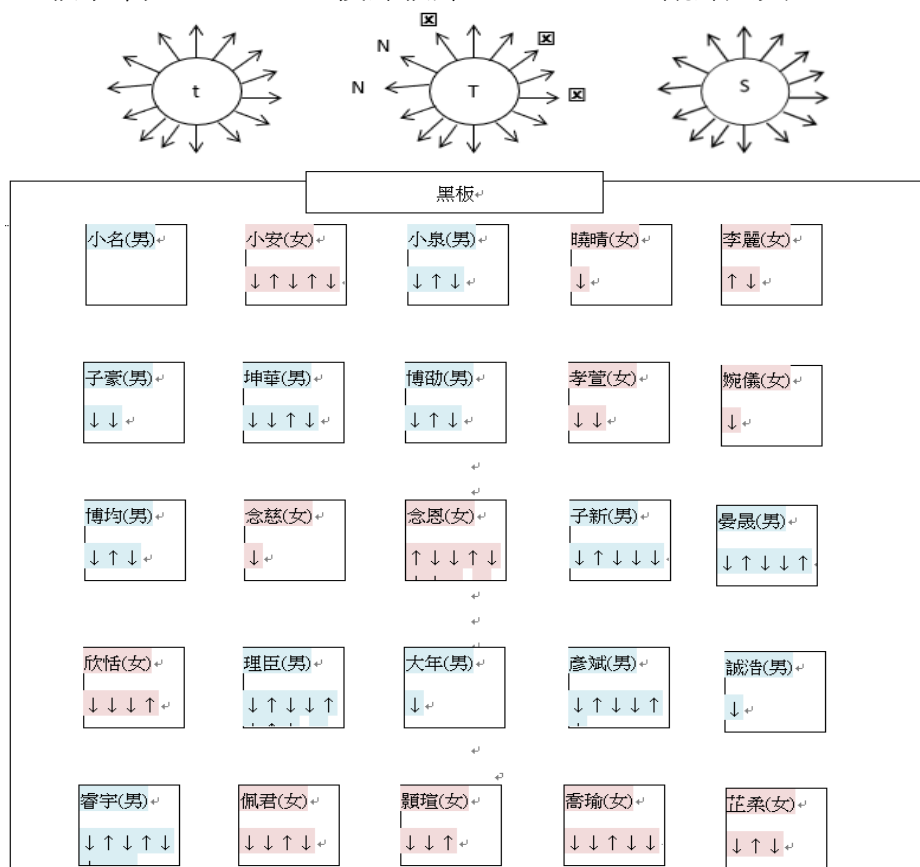 t T S
N
N
黑板
小名(男) 小安(女) 小泉(男) 曉晴(女) 李麗(女)
↓↑↓↑↓ ↓↑↓ ↓ ↑↓
子豪(男) 坤華(男) 博劭(男) 孝萱(女) 婉儀(女)
↓↓ ↓↓↑↓ ↓↑↓ ↓↓ ↓
博均(男) 念慈(女) 念恩(女) 子新(男) 晏晟(男)
↓↑↓ ↓ ↑↓↓↑↓ ↓↑↓↓↓ ↓↑↓↓↑
欣恬(女) 理臣(男) 大年(男) 彥斌(男) 誠浩(男)
↓↓↓↑ ↓↑↓↓↑ ↓ ↓↑↓↓↑ ↓
睿宇(男) 佩君(女) 顥瑄(女) 喬瑜(女) 芷柔(女)
↓↑↓↑↓ ↓↓↑↓ ↓↓↑ ↓↓↑↓↓ ↓↑↓